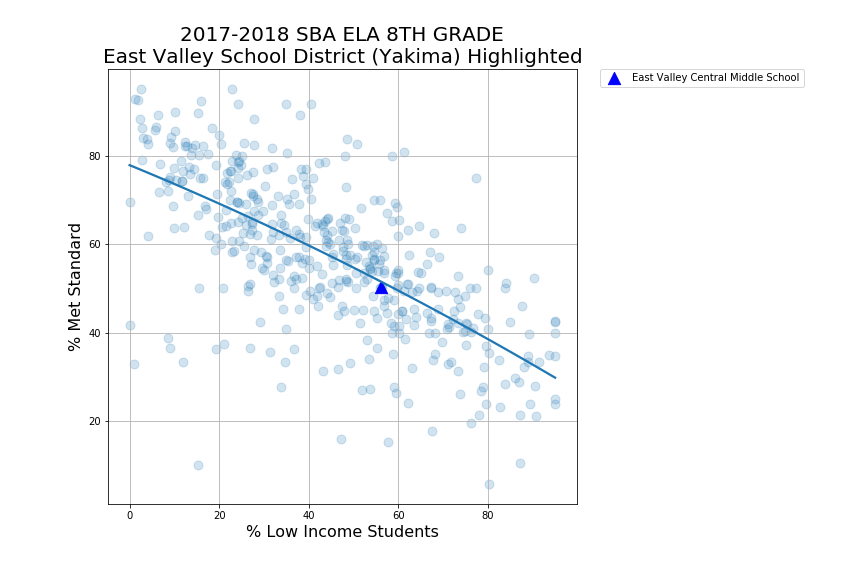 2017-2018 SBA ELA 8TH GRADE
East Valley School District (Yakima) Highlighted
East Valley Central Middle School
% Met Standard
80
60
40
20
0
20
40
60
80
% Low Income Students